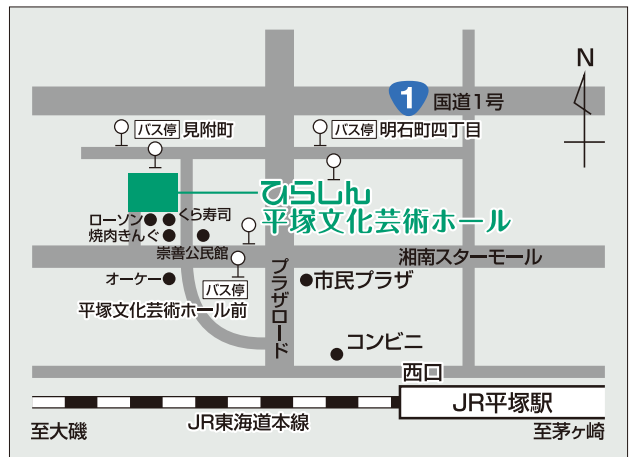 N
1
国道1号
バス停 見附町
バス停 明石町四丁目
ひらしん
平塚文化芸術ホール
ローソン
くら寿司
焼肉きんぐ
崇善公民館
湘南スターモール
オーケー
バス停
平塚文化芸術ホール前
プラザロード
市民プラザ
コンビニ
西口
JR平塚駅
JR東海道本線
至大磯
至茅ヶ崎